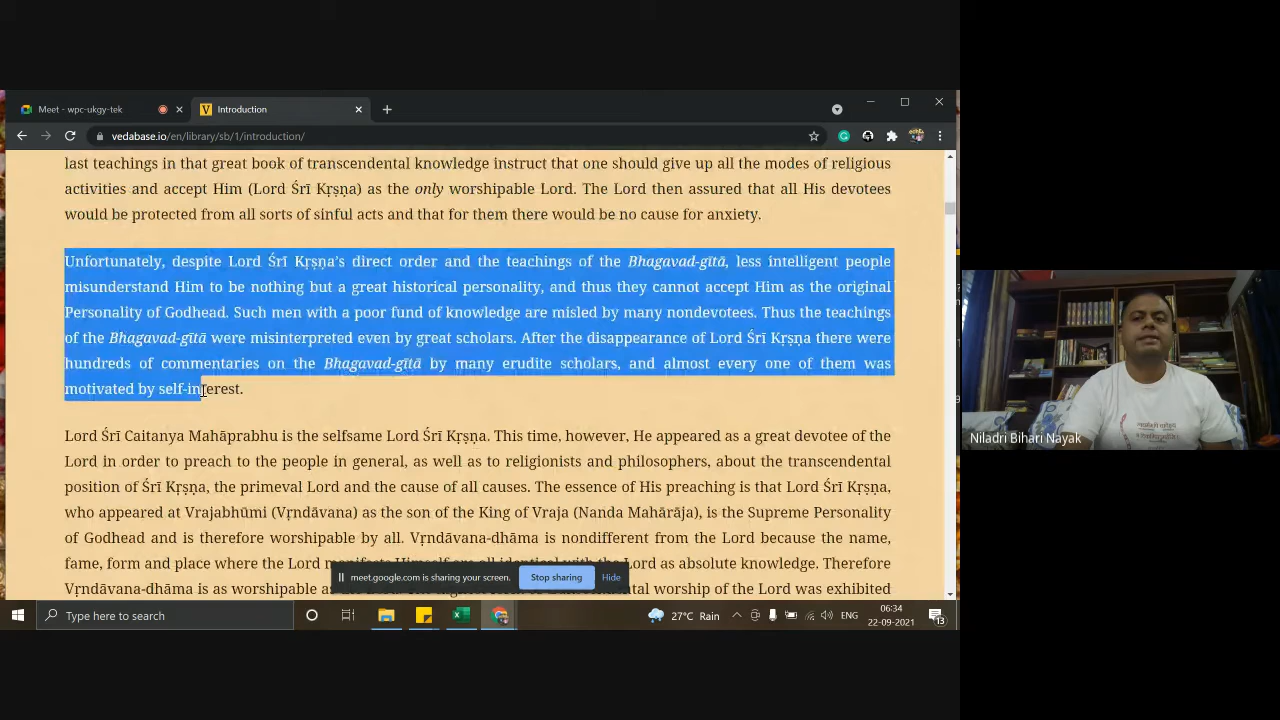 Meet - wpc-ukgy-tek
Introduction
vedabase.io/en/library/sb/1/introduction/
last teachings in that great book of transcendental knowledge instruct that one should give up all the modes of religious
activities and accept Him (Lord Śrī Kṛṣṇa) as the only worshipable Lord. The Lord then assured that all His devotees
would be protected from all sorts of sinful acts and that for them there would be no cause for anxiety.
Unfortunately, despite Lord Śrī Kṛṣṇa’s direct order and the teachings of the Bhagavad-gītā, less intelligent people
misunderstand Him to be nothing but a great historical personality, and thus they cannot accept Him as the original
Personality of Godhead. Such men with a poor fund of knowledge are misled by many nondevotees. Thus the teachings
of the Bhagavad-gītā were misinterpreted even by great scholars. After the disappearance of Lord Śrī Kṛṣṇa there were
hundreds of commentaries on the Bhagavad-gītā by many erudite scholars, and almost every one of them was
motivated by self-interest.
Lord Śrī Caitanya Mahāprabhu is the selfsame Lord Śrī Kṛṣṇa. This time, however, He appeared as a great devotee of the
Lord in order to preach to the people in general, as well as to religionists and philosophers, about the transcendental
position of Śrī Kṛṣṇa, the primeval Lord and the cause of all causes. The essence of His preaching is that Lord Śrī Kṛṣṇa,
who appeared at Vrajabhūmi (Vṛndāvana) as the son of the King of Vraja (Nanda Mahārāja), is the Supreme Personality
of Godhead and is therefore worshipable by all. Vṛndāvana-dhāma is nondifferent from the Lord because the name,
fame, form and place where the Lord manifests Himself are all identical with the Lord as absolute knowledge. Therefore
Vṛndāvana-dhāma is as worshipable as worship of the Lord was exhibited
meet.google.com is sharing your screen.
Stop sharing
Hide
Type here to search
27°C Rain
ENG
06:34
22-09-2021
13
Niladri Bihari Nayak